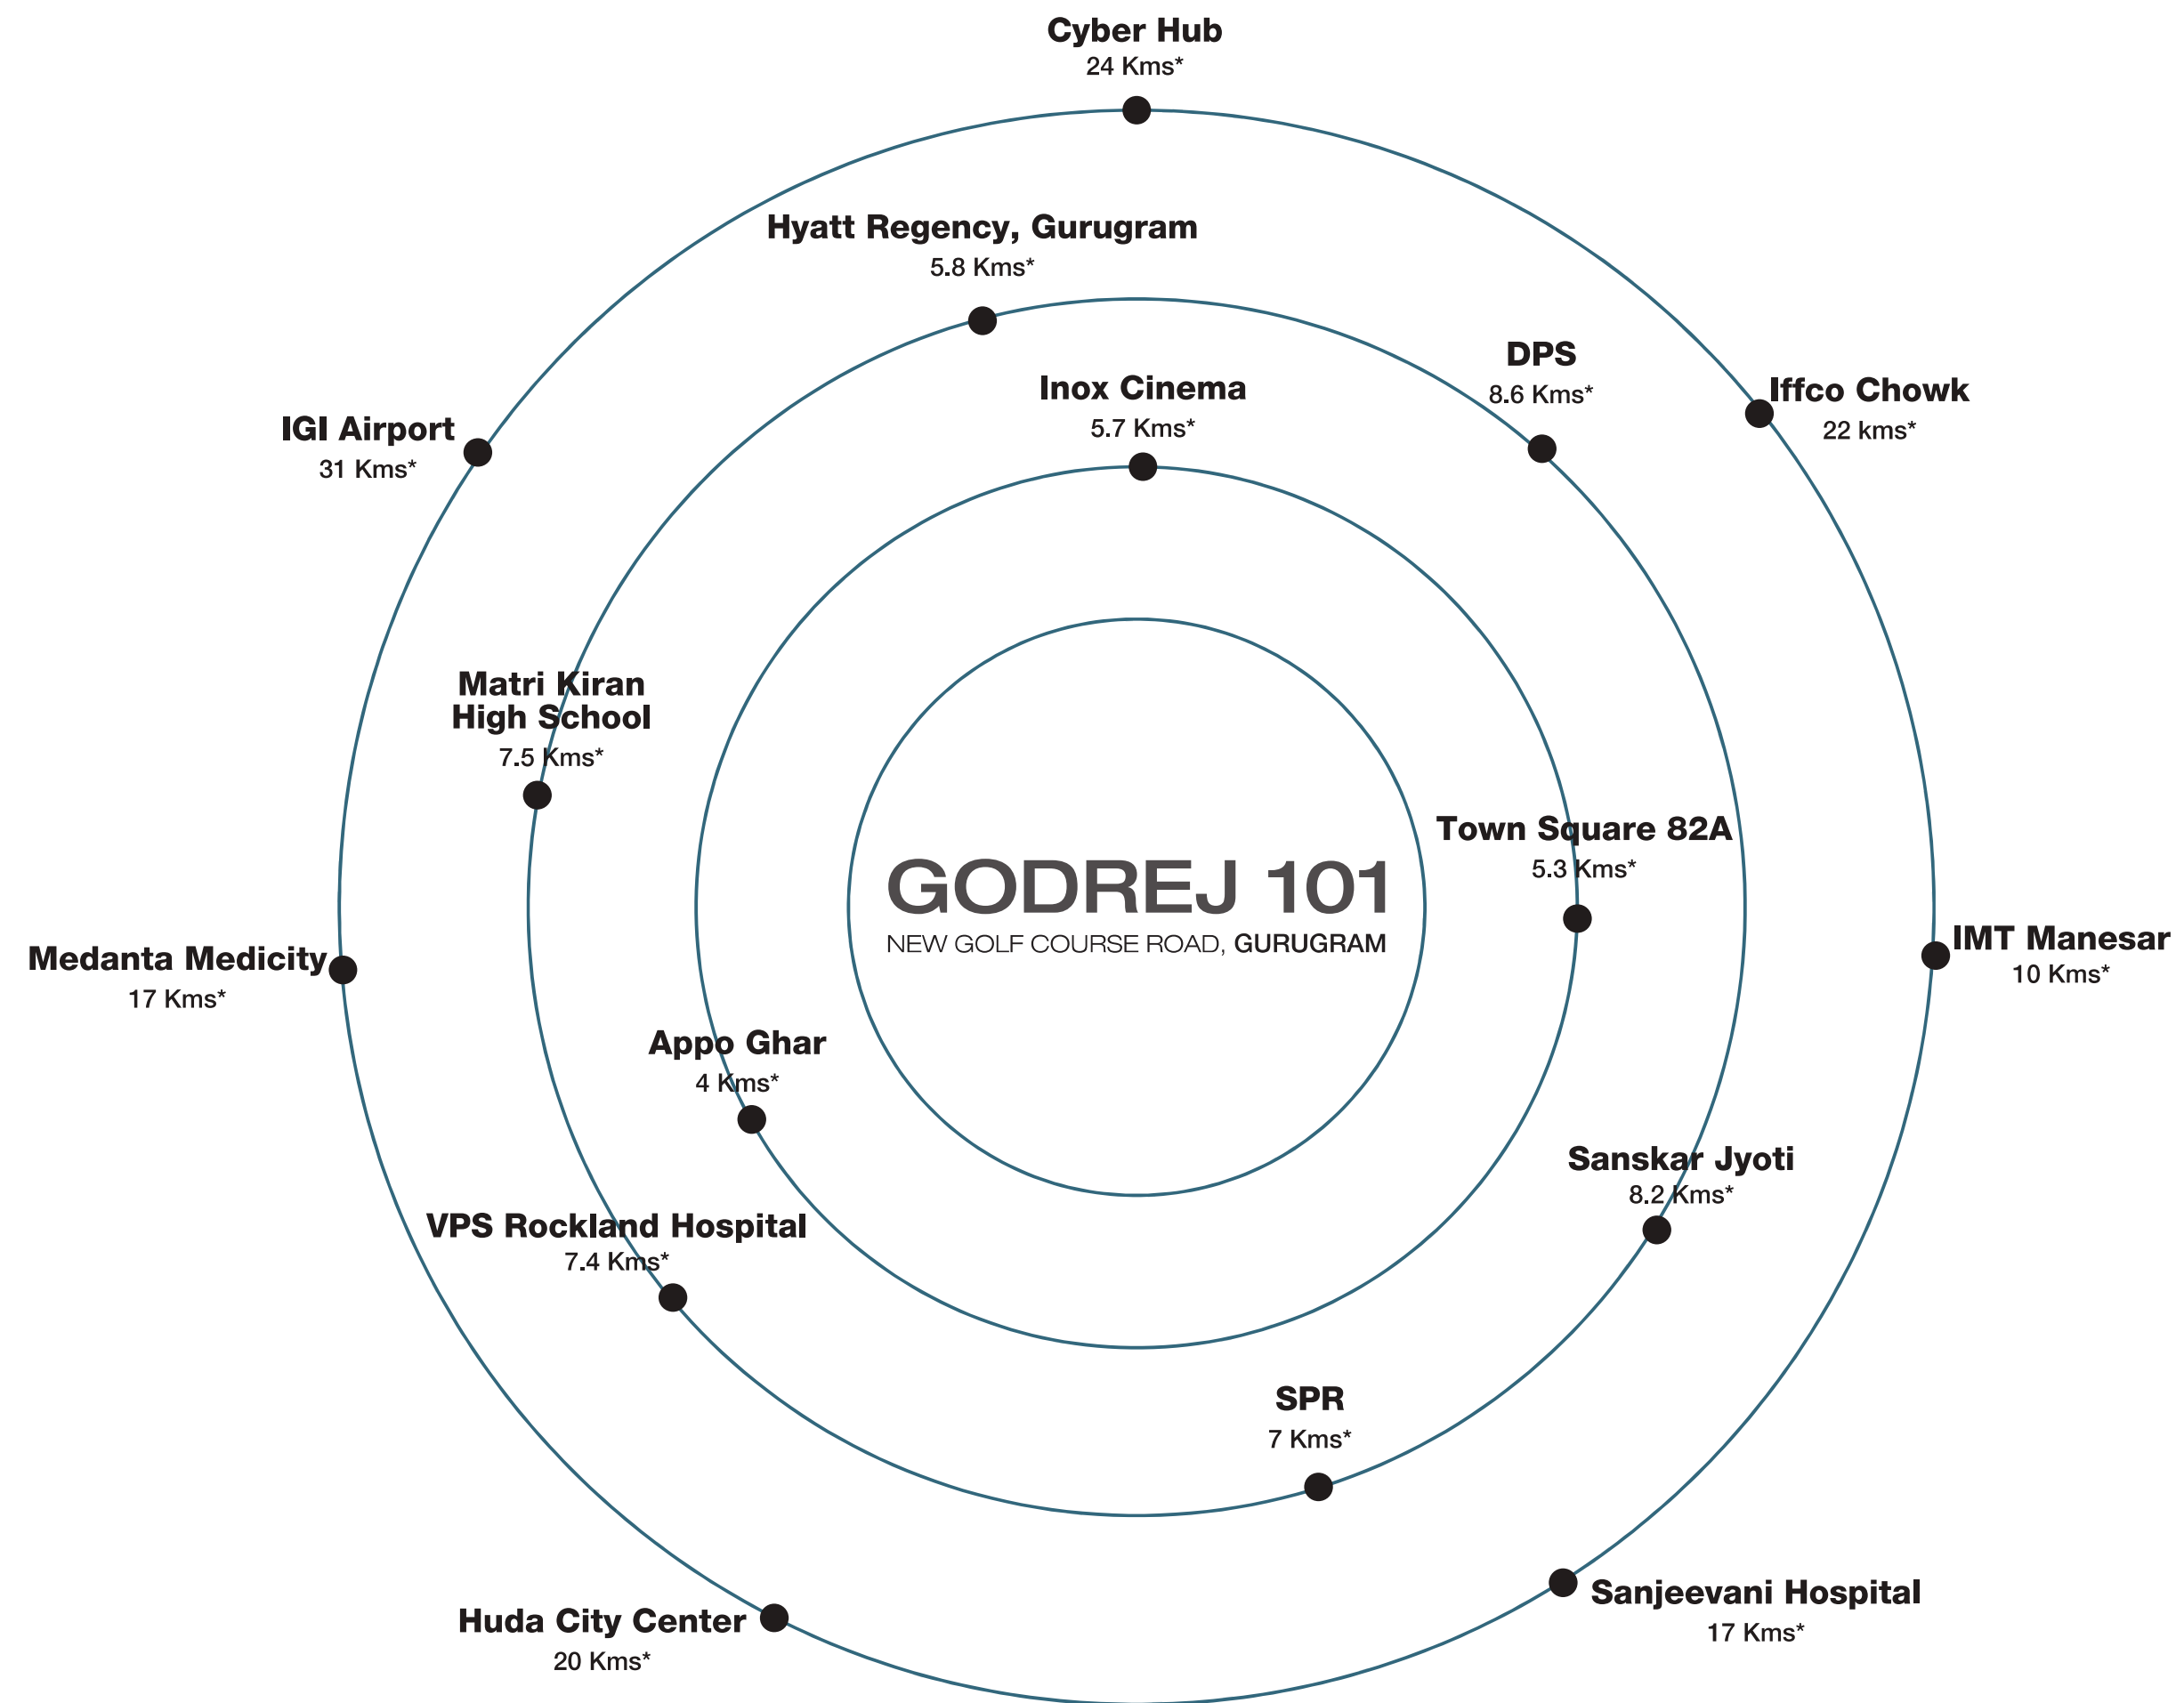 Cyber Hub
24 Kms*
Hyatt Regency, Gurugram
5.8 Kms*
DPS
8.6 Kms*
Inox Cinema
5.7 Kms*
Iffco Chowk
22 kms*
IGI Airport
31 Kms*
Matri Kiran
High School
7.5 Kms*
Town Square 82A
5.3 Kms*
GODREJ 101
NEW GOLF COURSE ROAD, GURUGRAM
Medanta Medicity
17 Kms*
IMT Manesar
10 Kms*
Appo Ghar
4 Kms*
Sanskar Jyoti
8.2 Kms*
VPS Rockland Hospital
7.4 Kms*
SPR
7 Kms*
Sanjeevani Hospital
17 Kms*
Huda City Center
20 Kms*